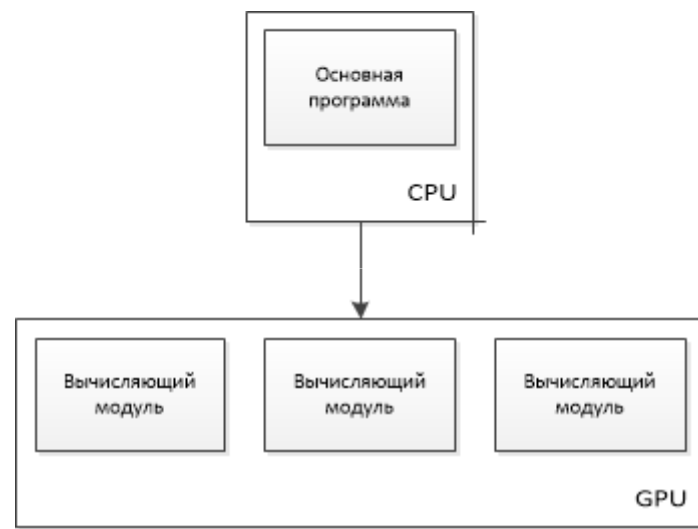 Основная
программа
CPU
Вычисляющий
модуль
Вычисляющий
модуль
Вычисляющий
модуль
GPU